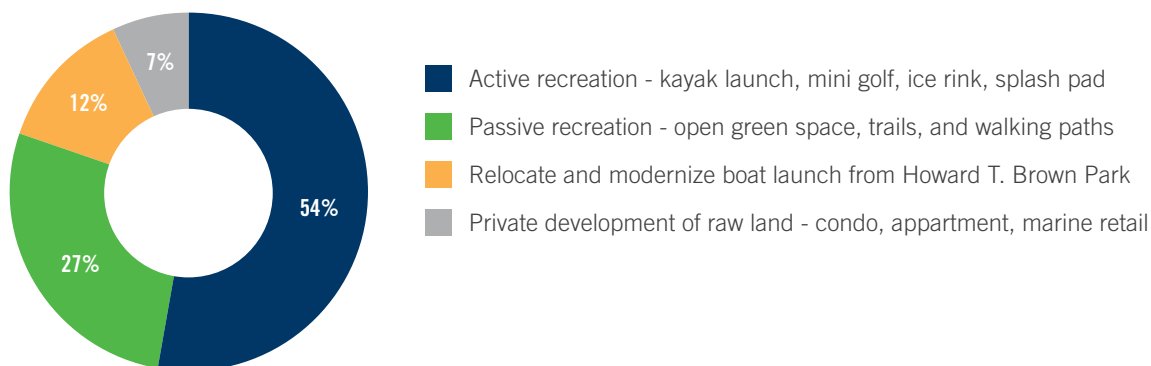 7%
12%
54%
27%
Active recreation - kayak launch, mini golf, ice rink, splash pad
Passive recreation - open green space, trails, and walking paths
Relocate and modernize boat launch from Howard T. Brown Park
Private development of raw land - condo, appartment, marine retail